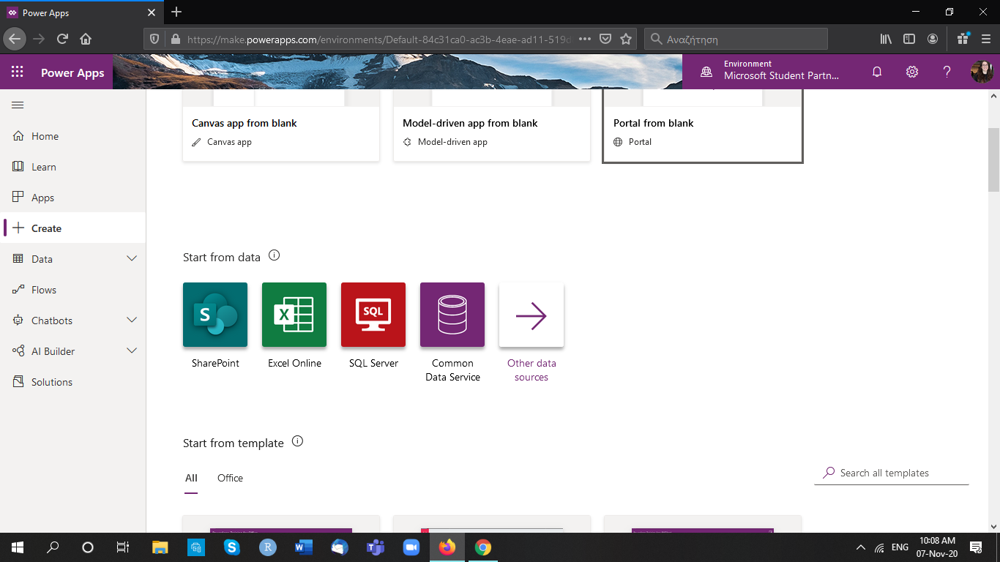 Power Apps
https://make.powerapps.com/environments/Default-84c31ca0-ac3b-4eae-ad11-519d
Αναζήτηση
Power Apps
Environment
Microsoft Student Partn...
Home
Learn
Apps
Create
Data
Flows
Chatbots
AI Builder
Solutions
Canvas app from blank
Canvas app
Model-driven app from blank
Model-driven app
Portal from blank
Portal
Start from data
S
X
SQL
SharePoint
Excel Online
SQL Server
Common
Data Service
Other data
sources
Start from template
All
Office
Search all templates
ENG
10:08 AM
07-Nov-20